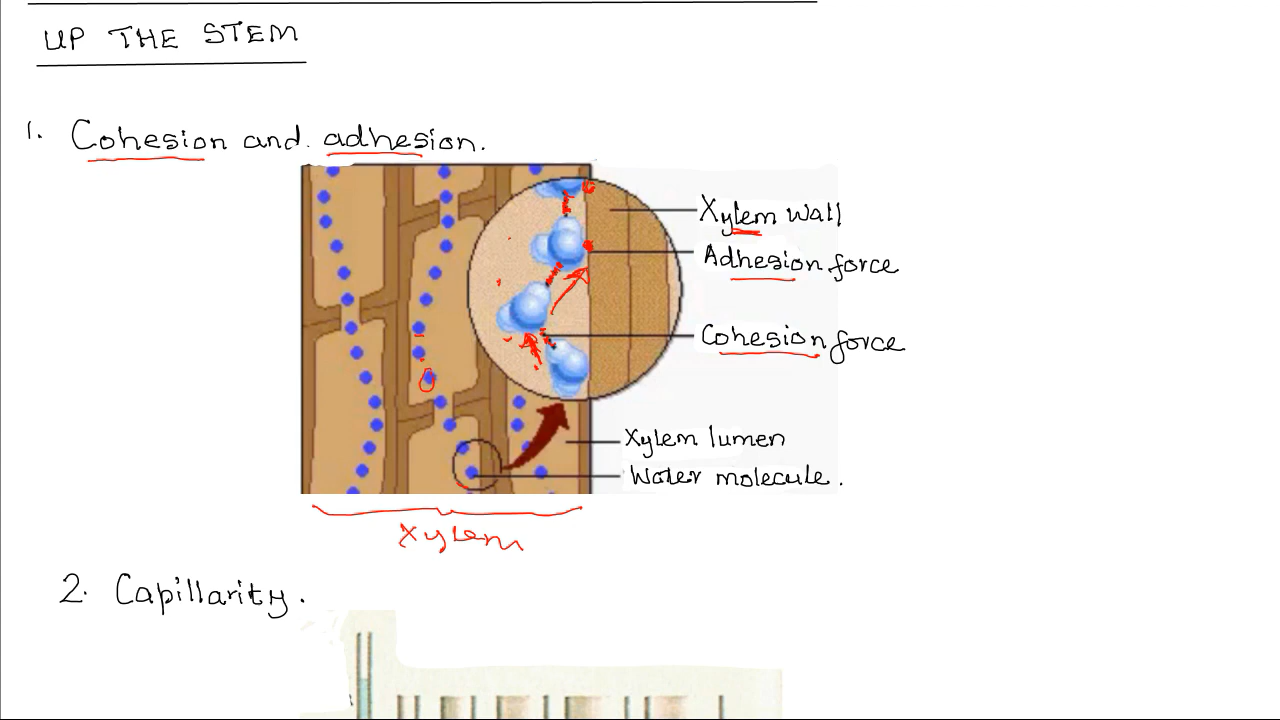 UP THE STEM
1. Cohesion and adhesion.
Xylem wall
Adhesion force
Cohesion force
Xylem lumen
Water molecule.
Xylem
2. Capillarity.